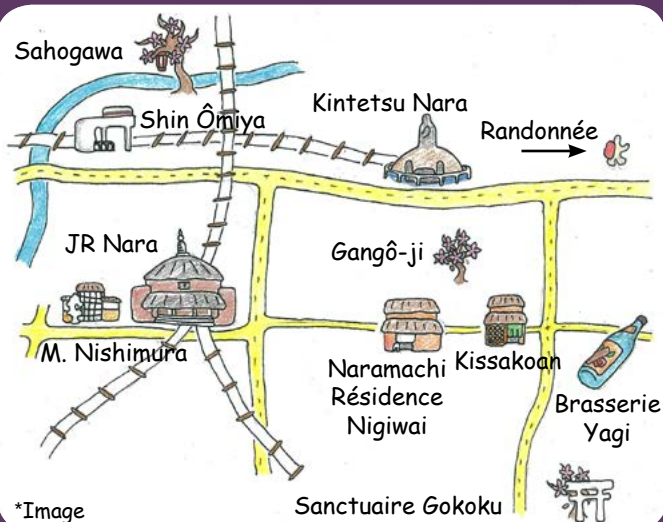 Sahogawa
Kintetsu Nara
Shin Ômiya
Randonnée
JR Nara
Gangô-ji
M. Nishimura
Naramachi
Résidence
Nigiwai
Kissakoan
Brasserie
Yagi
Sanctuaire Gokoku
*Image